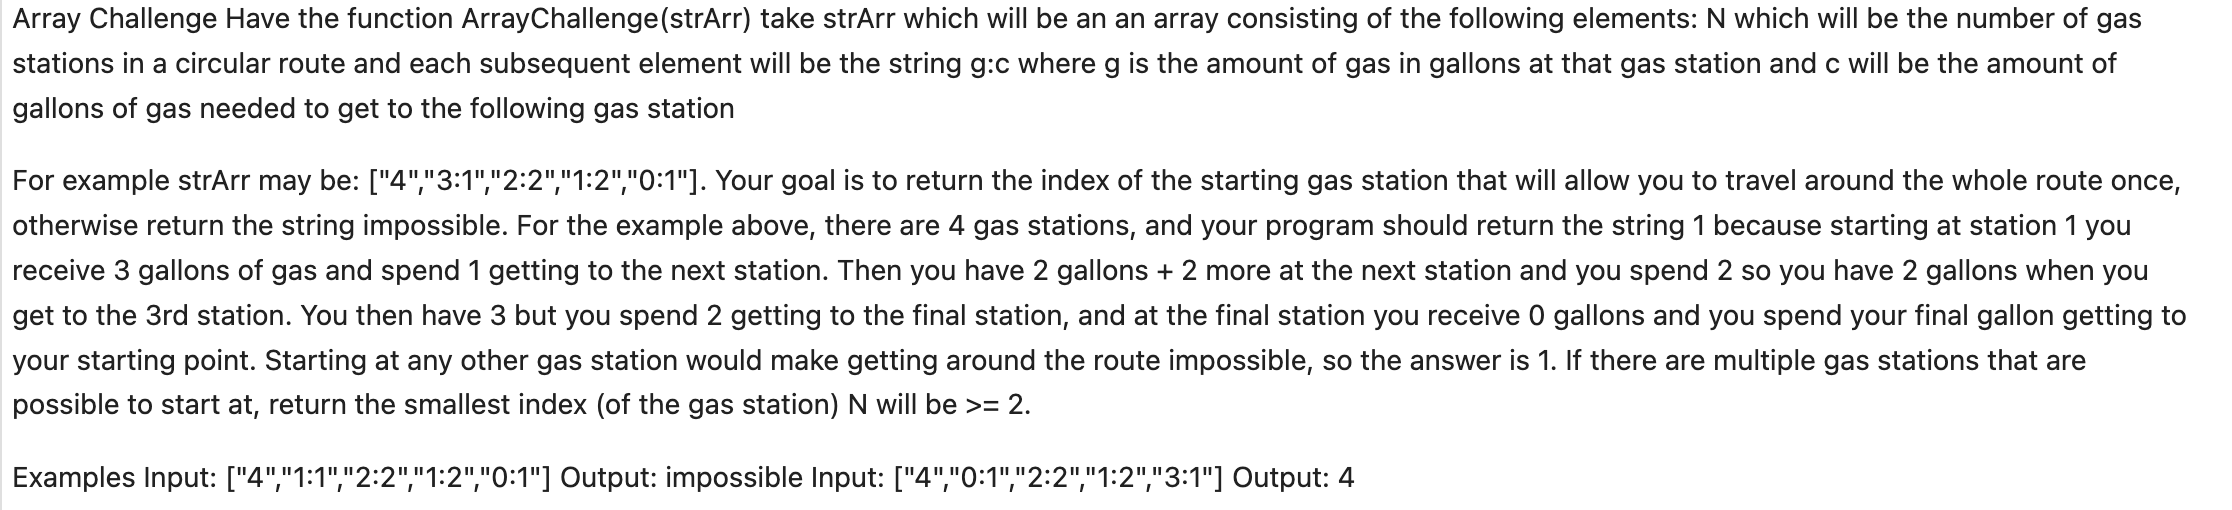 Array Challenge Have the function ArrayChallenge(strArr) take strArr which will be an an array consisting of the following elements: N which will be the number of gas
stations in a circular route and each subsequent element will be the string g:c where g is the amount of gas in gallons at that gas station and c will be the amount of
gallons of gas needed to get to the following gas station
For example strArr may be: ["4","3:1","2:2","1:2","0:1"]. Your goal is to return the index of the starting gas station that will allow you to travel around the whole route once,
otherwise return the string impossible. For the example above, there are 4 gas stations, and your program should return the string 1 because starting at station 1 you
receive 3 gallons of gas and spend 1 getting to the next station. Then you have 2 gallons + 2 more at the next station and you spend 2 so you have 2 gallons when you
get to the 3rd station. You then have 3 but you spend 2 getting to the final station, and at the final station you receive 0 gallons and you spend your final gallon getting to
your starting point. Starting at any other gas station would make getting around the route impossible, so the answer is 1. If there are multiple gas stations that are
possible to start at, return the smallest index (of the gas station) N will be >= 2.
Examples Input: ["4","1:1","2:2","1:2","0:1"] Output: impossible Input: ["4","0:1","2:2","1:2","3:1"] Output: 4